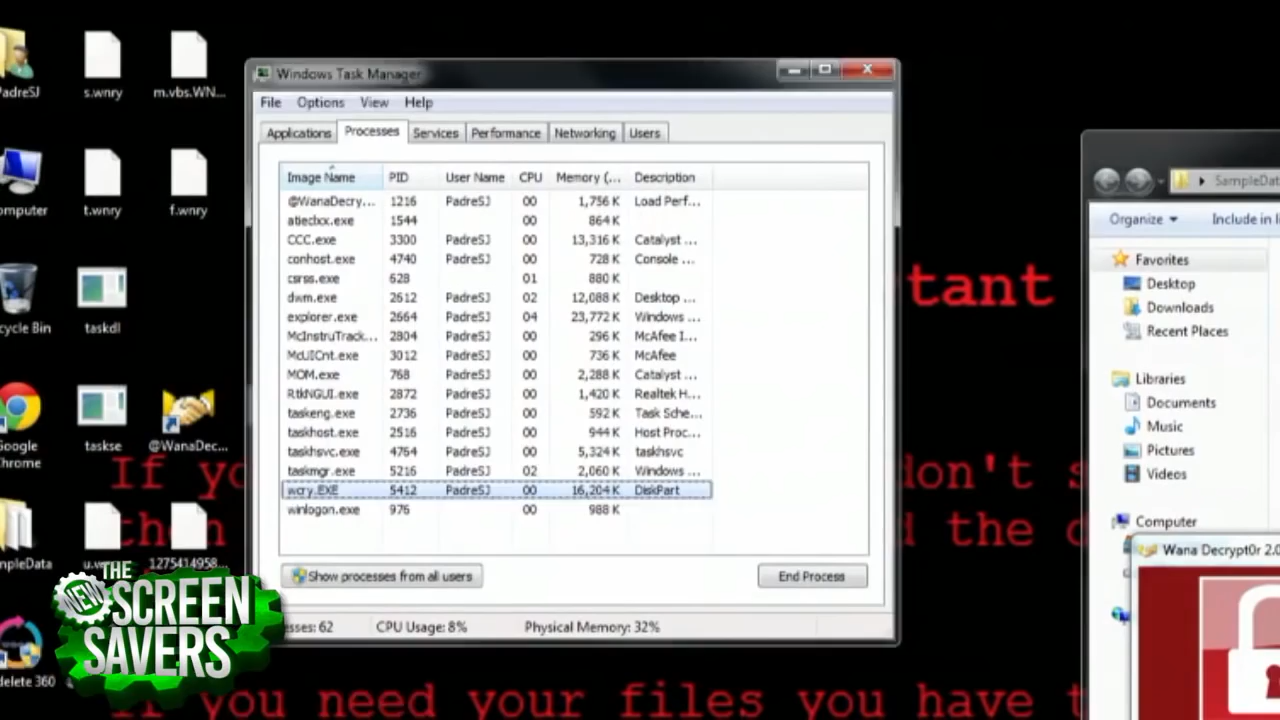 PadreSJ
s.wnry
m.vbs.WN...
omputer
t.wnry
f.wnry
cycle Bin
taskdl
Google
Chrome
taskse
@WanaDec...
mpleData
u.w
1275414958...
delete 360
Windows Task Manager
File Options View Help
Applications Processes Services Performance Networking Users
Image Name PID User Name CPU Memory (... Description
@WanaDecry... 1216 PadreSJ 00 1,756 K Load Perf...
atieclxx.exe 1544 00 864 K
CCC.exe 3300 PadreSJ 00 13,316 K Catalyst ...
conhost.exe 4740 PadreSJ 00 728 K Console ...
csrss.exe 628 01 880 K
dwm.exe 2612 PadreSJ 02 12,088 K Desktop ...
explorer.exe 2664 PadreSJ 04 23,772 K Windows ...
McInstruTrack... 2804 PadreSJ 00 296 K McAfee I...
McUICnt.exe 3012 PadreSJ 00 736 K McAfee
MOM.exe 768 PadreSJ 00 2,288 K Catalyst ...
RtkNGUI.exe 2872 PadreSJ 00 1,420 K Realtek H...
taskeng.exe 2736 PadreSJ 00 592 K Task Sche...
taskhost.exe 2516 PadreSJ 00 944 K Host Proc...
taskhsvc.exe 4764 PadreSJ 00 5,324 K taskhsvc
taskmgr.exe 5216 PadreSJ 02 2,060 K Windows ...
wcry.EXE 5412 PadreSJ 00 16,204 K DiskPart
winlogon.exe 976 00 988 K
Show processes from all users
End Process
esses: 62 CPU Usage: 8% Physical Memory: 32%
tant
If yo
don't s
then
d the d
If you need your files you have t
SampleDat
Organize Include in li
Favorites
Desktop
Downloads
Recent Places
Libraries
Documents
Music
Pictures
Videos
Computer
Wana Decrypt0r 2.0
THE
NEW
SCREEN
SAVERS